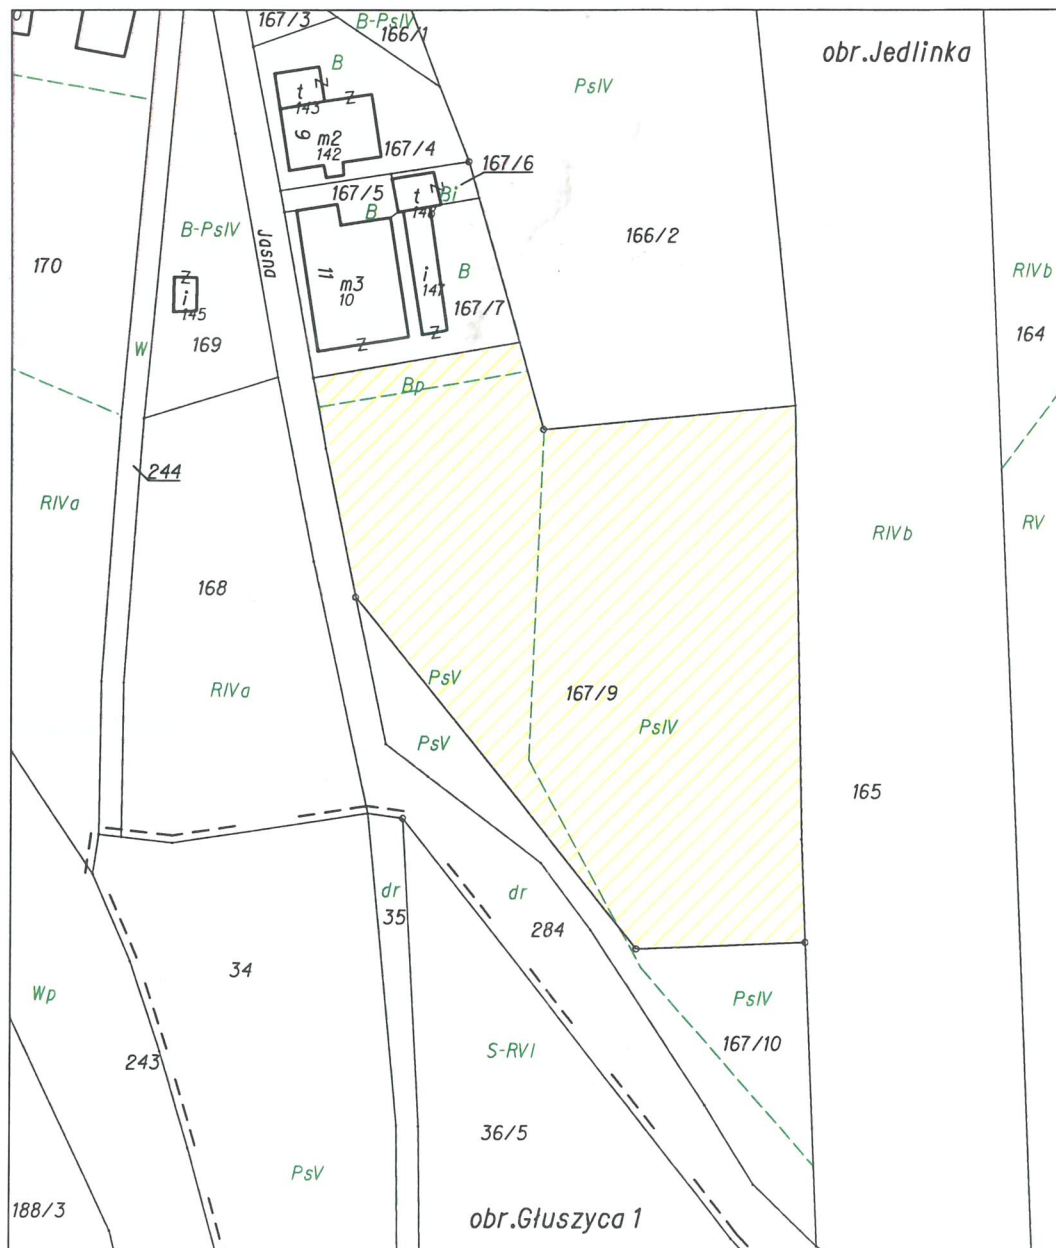 167/3
B-PsIV
166/1
obr.Jedlinka
B
PsIV
z
t
143
z
9
m2
142
167/4
167/6
167/5
t
z
Bi
148
B
B-PsIV
Jasna
166/2
170
11
m3
10
i
147
B
RIVb
z
i
145
167/7
164
W
169
z
z
Bp
244
RIVa
RIVb
RV
168
RIVa
PsV
167/9
PsIV
PsV
165
dr
35
dr
284
34
Wp
PsIV
167/10
243
S-RVI
36/5
PsV
188/3
obr.Głuszyca 1